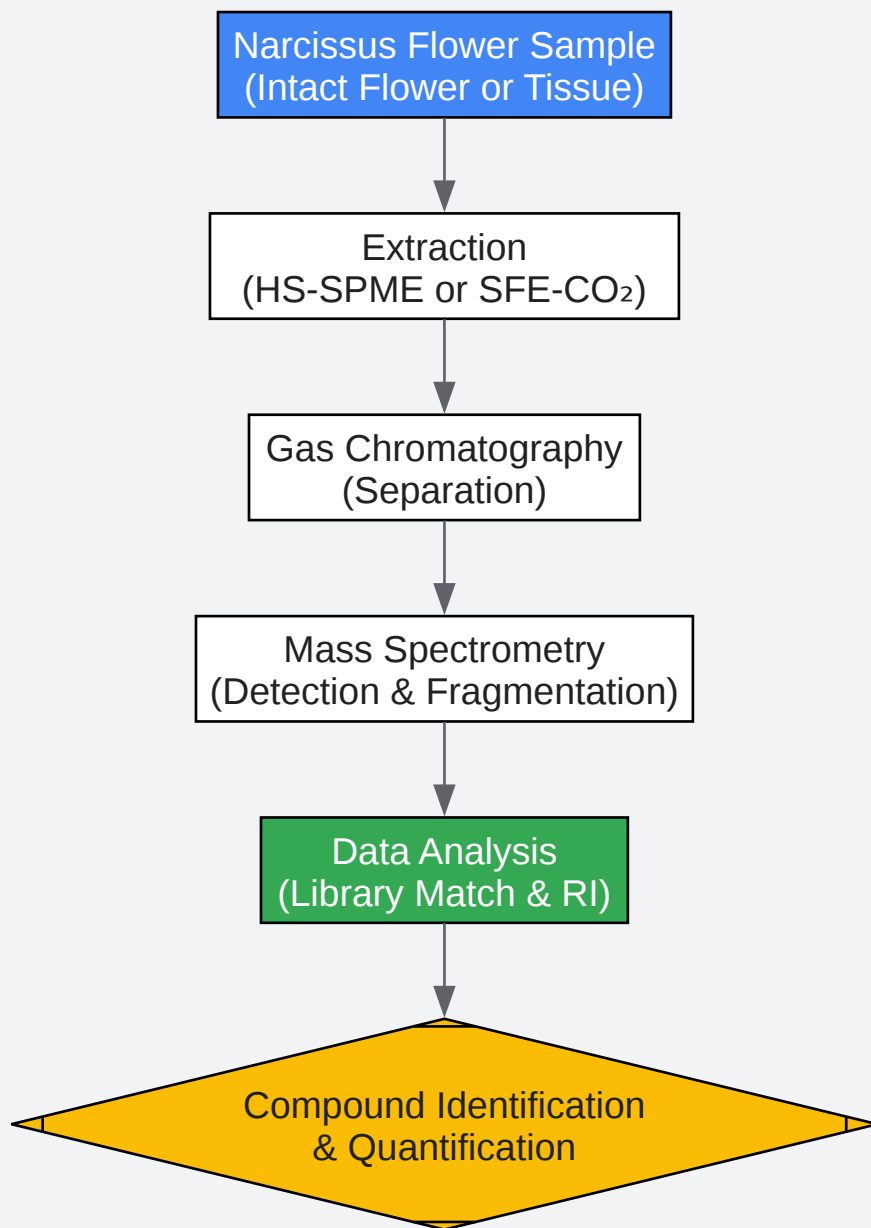 Narcissus Flower Sample
(Intact Flower or Tissue)
Extraction
(HS-SPME or SFE-CO₂)
Gas Chromatography
(Separation)
Mass Spectrometry
(Detection & Fragmentation)
Data Analysis
(Library Match & RI)
Compound Identification
& Quantification